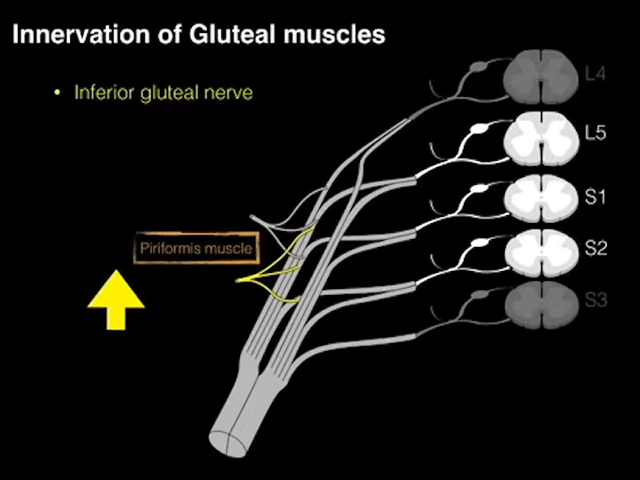 Innervation of Gluteal muscles
• Inferior gluteal nerve
L4
L5
S1
Piriformis muscle
S2
S3